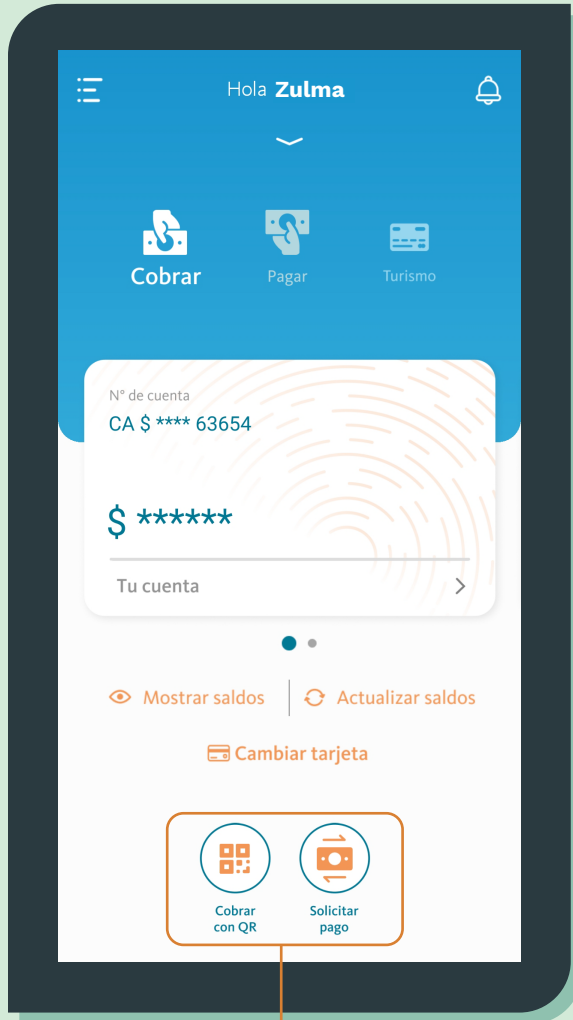 Hola Zulma
Cobrar
Pagar
Turismo
N° de cuenta
CA $ **** 63654
$ ******
Tu cuenta
Mostrar saldos
Actualizar saldos
Cambiar tarjeta
Cobrar
con QR
Solicitar
pago